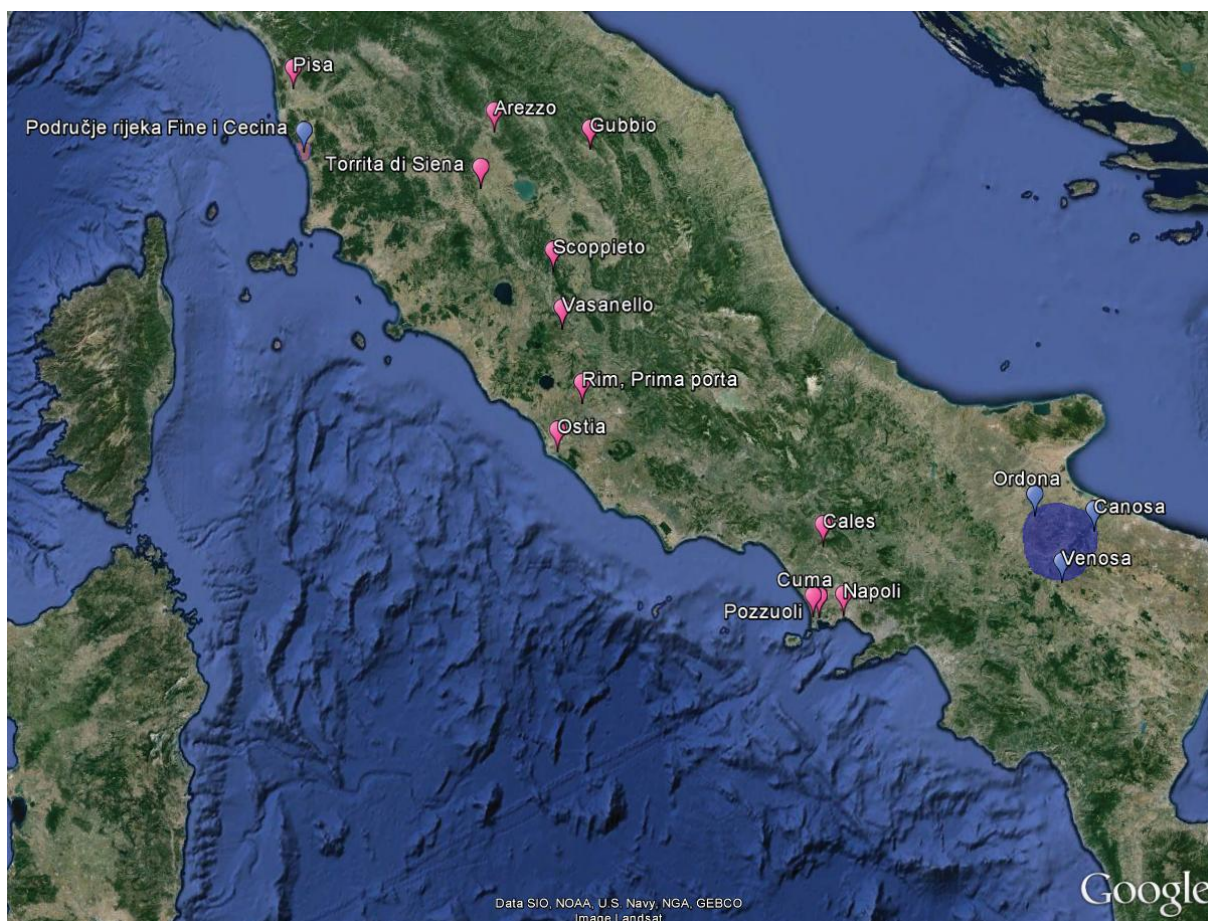 Pisa
Arezzo
Područje rijeka Fine i Cecina
Gubbio
Torrita di Siena
Scoppieto
Vasanello
Rim, Prima porta
Ostia
Ordona
Canosa
Cales
Venosa
Cuma
Napoli
Pozzuoli
Data SIO, NOAA, U.S. Navy, NGA, GEBCO
Image Landsat
Google